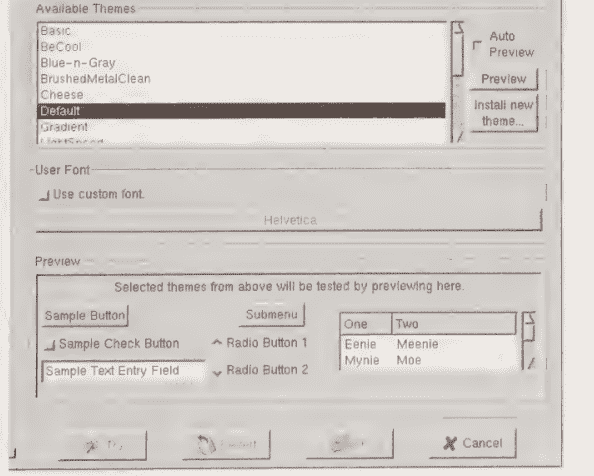 Available Themes
Basic
BeCool
Blue-n-Gray
BrushedMetalClean
Cheese
Default
Gradient
Auto
Preview
Preview
Install new
theme...
User Font
Use custom font.
Helvetica
Preview
Selected themes from above will be tested by previewing here.
Sample Button
Submenu
Sample Check Button
Radio Button 1
Sample Text Entry Field
Radio Button 2
One Two
Eenie Meenie
Mynie Moe
Cancel